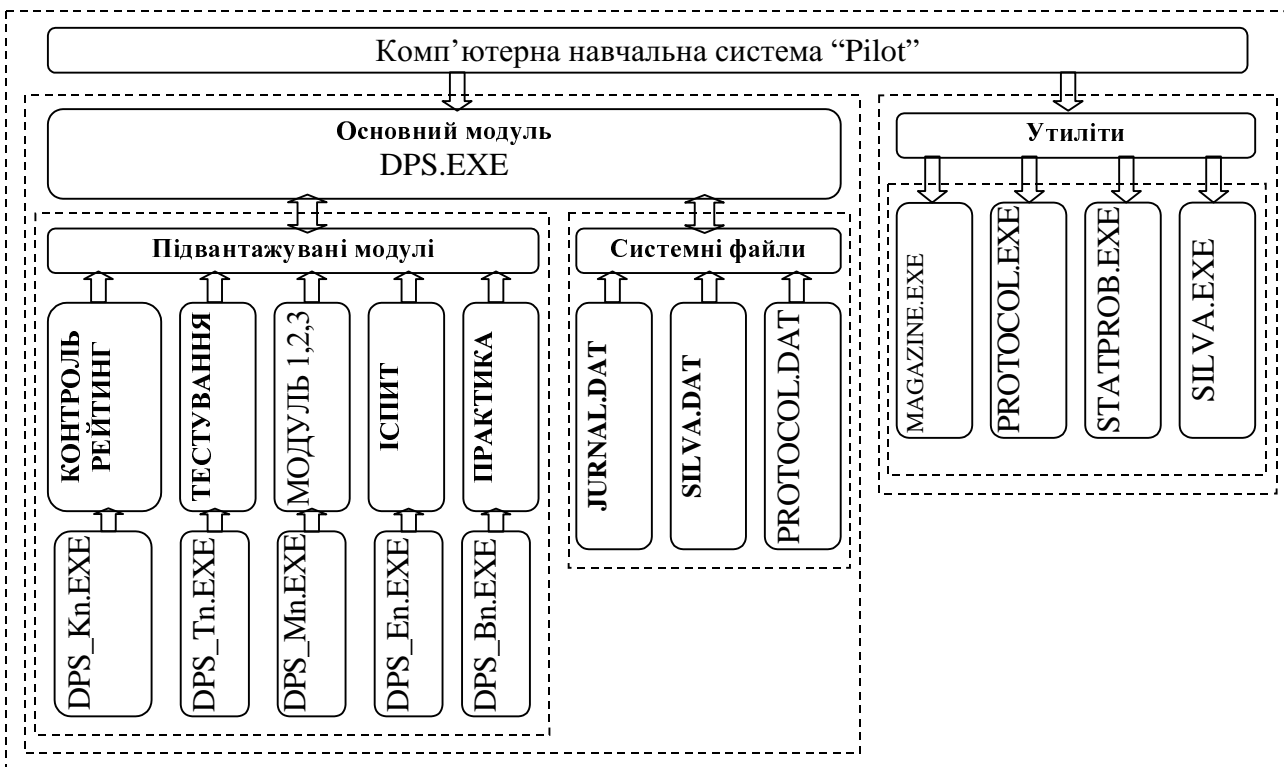 Комп’ютерна навчальна система “Pilot”
Основний модуль
DPS.EXE
Утиліти
Підвантажувані модулі
Системні файли
КОНТРОЛЬ
РЕЙТИНГ
ТЕСТУВАННЯ
МОДУЛЬ 1,2,3
ІСПИТ
ПРАКТИКА
JURNAL.DAT
SILVA.DAT
PROTOCOL.DAT
MAGAZINE.EXE
PROTOCOL.EXE
STATPROB.EXE
SILVA.EXE
DPS_Kn.EXE
DPS_Tn.EXE
DPS_Mn.EXE
DPS_En.EXE
DPS_Bn.EXE